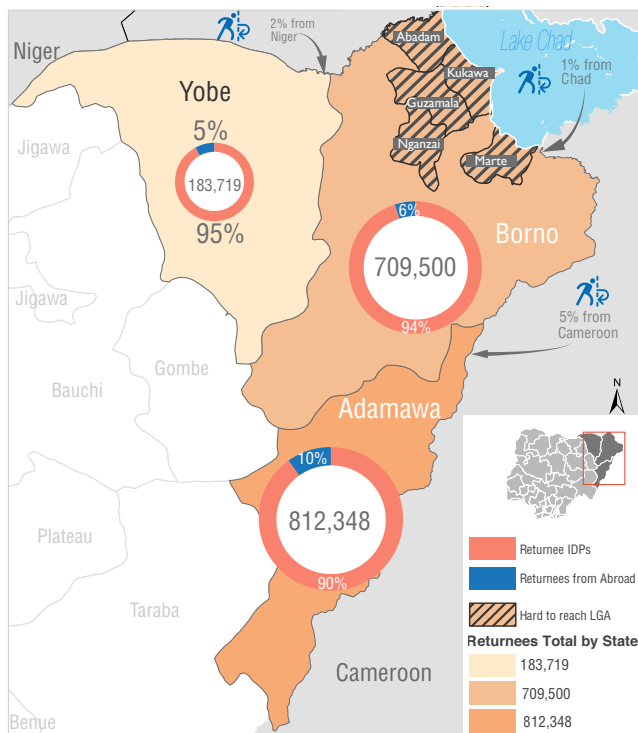 Niger
2% from
Niger
Abadam
Lake Chad
Kukawa
1% from
Chad
Yobe
Guzamala
5%
Nganzai
Jigawa
Marte
183,719
6%
95%
Borno
709,500
Jigawa
5% from
Cameroon
94%
Gombe
Bauchi
N
Adamawa
10%
812,348
Plateau
Returnee IDPs
90%
Returnees from Abroad
Taraba
Hard to reach LGA
Returnees Total by State
183,719
Cameroon
709,500
Benue
812,348